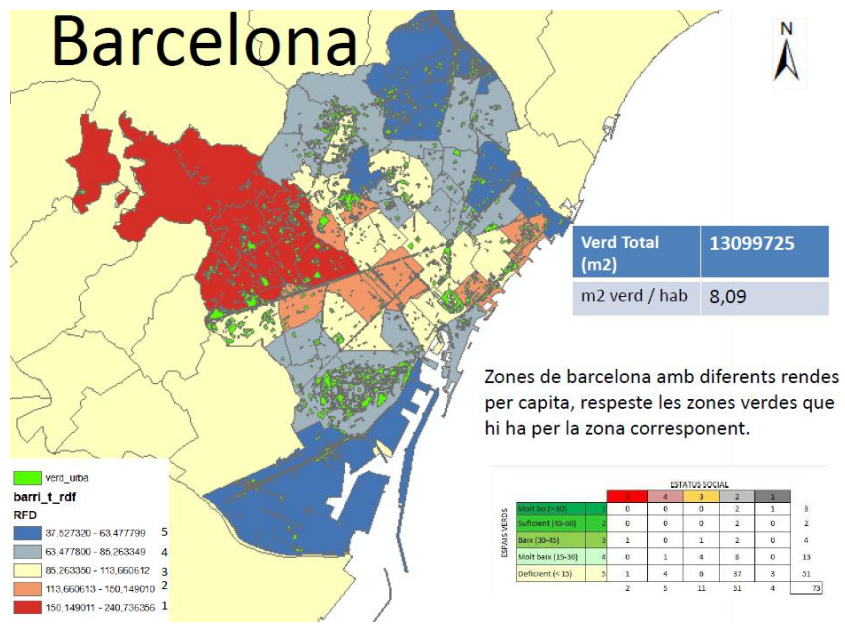 Barcelona
N
Verd Total (m2) 13099725
m2 verd / hab 8,09
Zones de barcelona amb diferents rendes
per capita, respeste les zones verdes que
hi ha per la zona corresponent.
verd_urba
barri_t_rdf
RFD
37,527320 - 63,477799 5
63,477800 - 85,263349 4
85,263350 - 113,660612 3
113,660613 - 150,149010 2
150,149011 - 240,736356 1
ESTATUS SOCIAL
5 4 3 2 1
ESPAIS VERDS
Molt bo (>60) 1 0 0 0 2 1 3
Suficient (45-60) 2 0 0 0 2 0 2
Baix (30-45) 3 1 0 1 2 0 4
Molt baix (15-30) 4 0 1 4 8 0 13
Deficient (< 15) 5 1 4 6 37 3 51
2 5 11 51 4 73